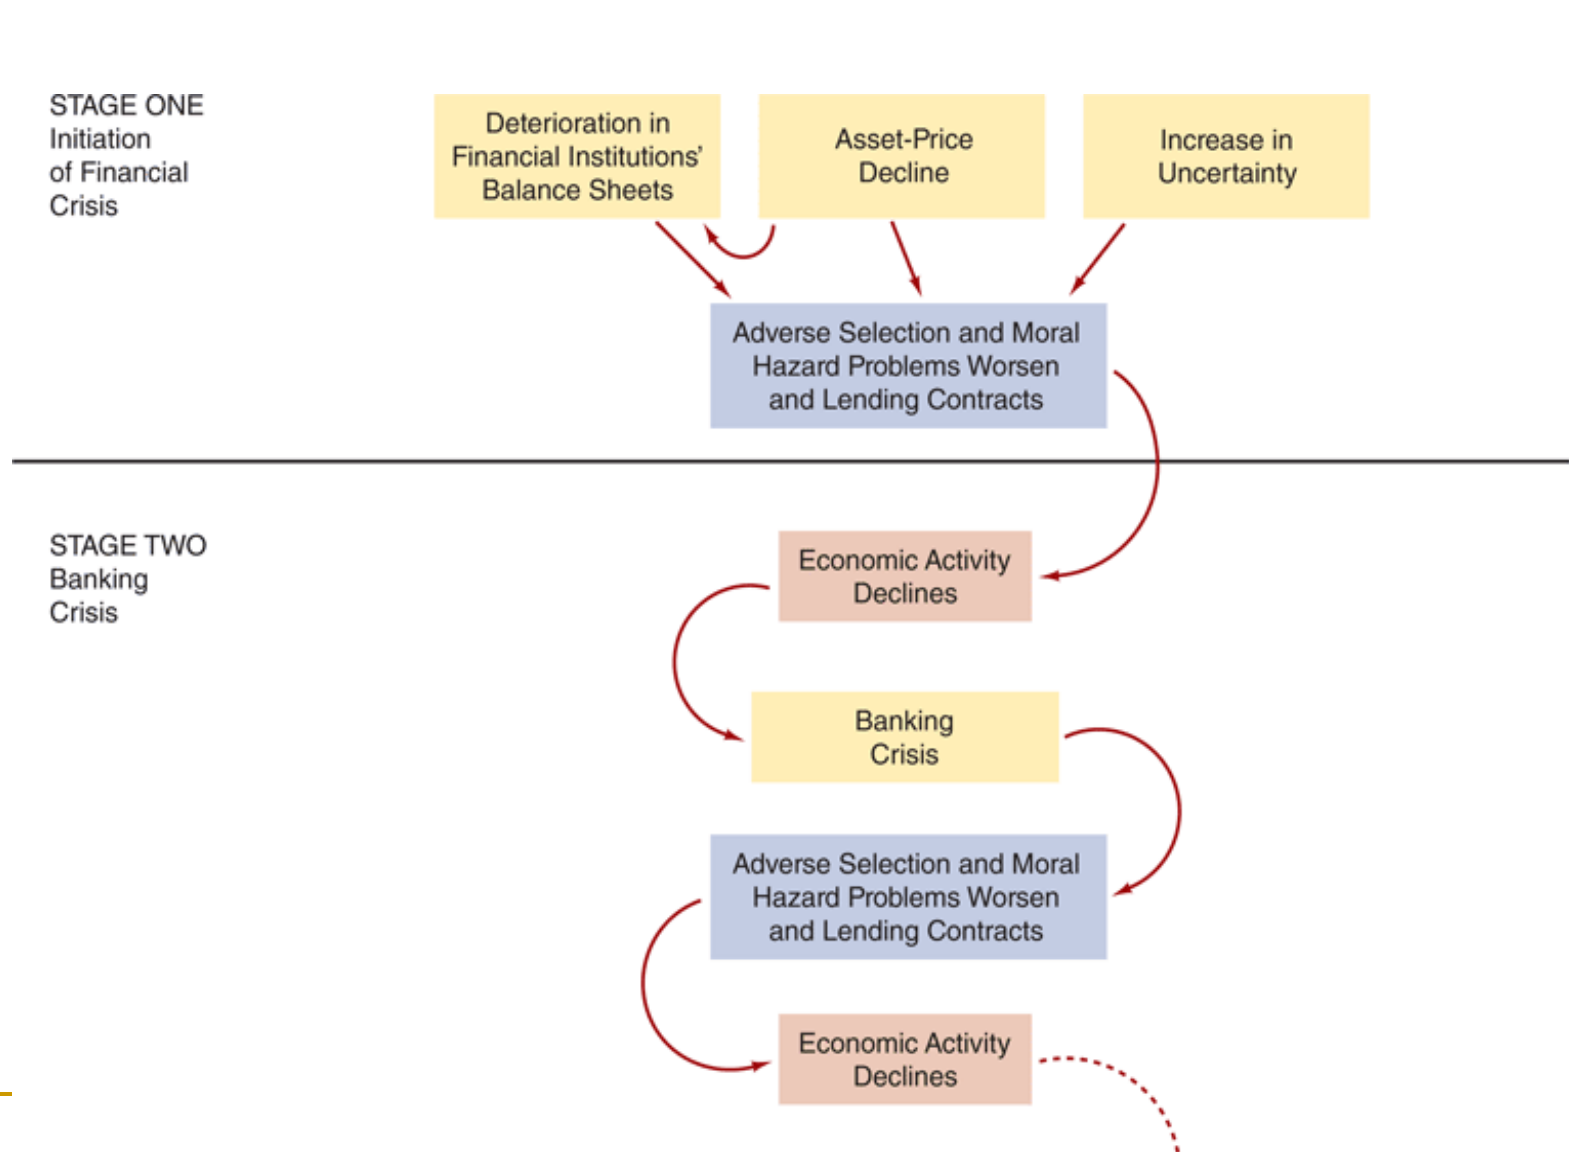 STAGE ONE
Initiation
of Financial
Crisis
Deterioration in
Financial Institutions’
Balance Sheets
Asset-Price
Decline
Increase in
Uncertainty
Adverse Selection and Moral
Hazard Problems Worsen
and Lending Contracts
STAGE TWO
Banking
Crisis
Economic Activity
Declines
Banking
Crisis
Adverse Selection and Moral
Hazard Problems Worsen
and Lending Contracts
Economic Activity
Declines